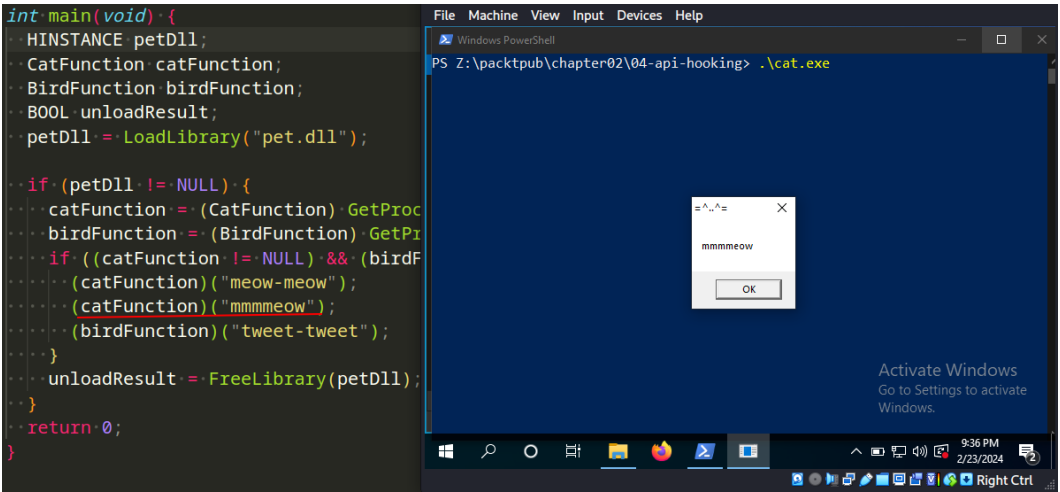 int main(void) {
HINSTANCE petDll;
CatFunction catFunction;
BirdFunction birdFunction;
BOOL unloadResult;
petDll = LoadLibrary("pet.dll");
if (petDll != NULL) {
catFunction = (CatFunction) GetProc
birdFunction = (BirdFunction) GetPr
if ((catFunction != NULL) && (birdF
(catFunction)("meow-meow");
(catFunction)("mmmmeow");
(birdFunction)("tweet-tweet");
}
unloadResult = FreeLibrary(petDll);
}
return 0;
}
File Machine View Input Devices Help
Windows PowerShell
PS Z:\packtpub\chapter02\04-api-hooking> .\cat.exe
=^..^=
mmmmeow
OK
Activate Windows
Go to Settings to activate
Windows.
9:36 PM
2/23/2024
2
Right Ctrl